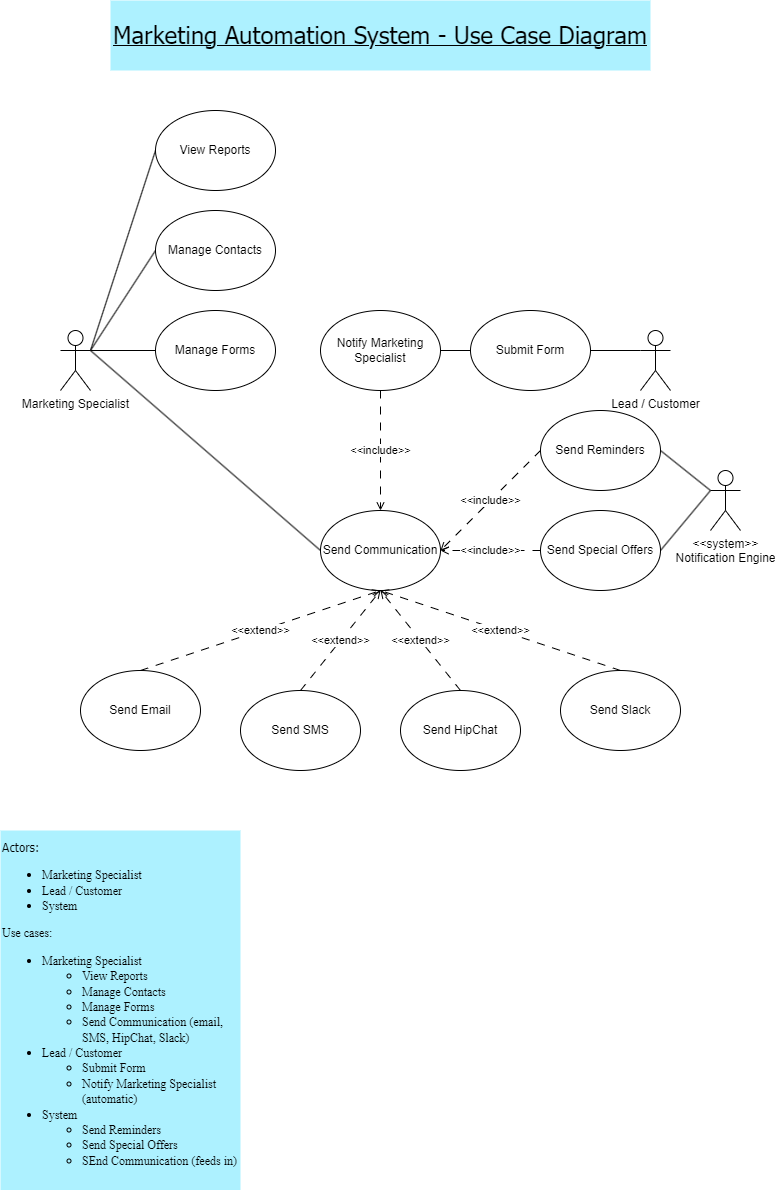 Marketing Automation System - Use Case Diagram
View Reports
Manage Contacts
Manage Forms
Marketing Specialist
Notify Marketing
Specialist
Submit Form
Lead / Customer
<<include>>
Send Reminders
<<include>>
Send Communication
<<include>>
Send Special Offers
<<system>>
Notification Engine
<<extend>>
<<extend>>
<<extend>>
<<extend>>
Send Email
Send SMS
Send HipChat
Send Slack
Actors:
• Marketing Specialist
• Lead / Customer
• System
Use cases:
• Marketing Specialist
○ View Reports
○ Manage Contacts
○ Manage Forms
○ Send Communication (email,
SMS, HipChat, Slack)
• Lead / Customer
○ Submit Form
○ Notify Marketing Specialist
(automatic)
• System
○ Send Reminders
○ Send Special Offers
○ SEnd Communication (feeds in)